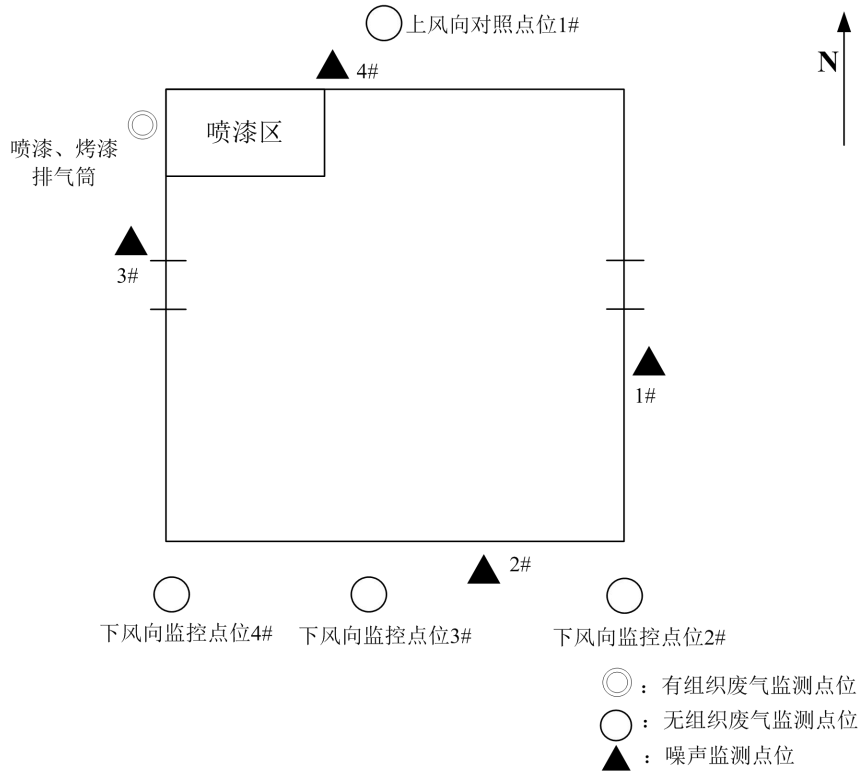 上风向对照点位1#
4#
N
喷漆区
喷漆、烤漆
排气筒
3#
1#
2#
下风向监控点位4#
下风向监控点位3#
下风向监控点位2#
：有组织废气监测点位
：无组织废气监测点位
：噪声监测点位